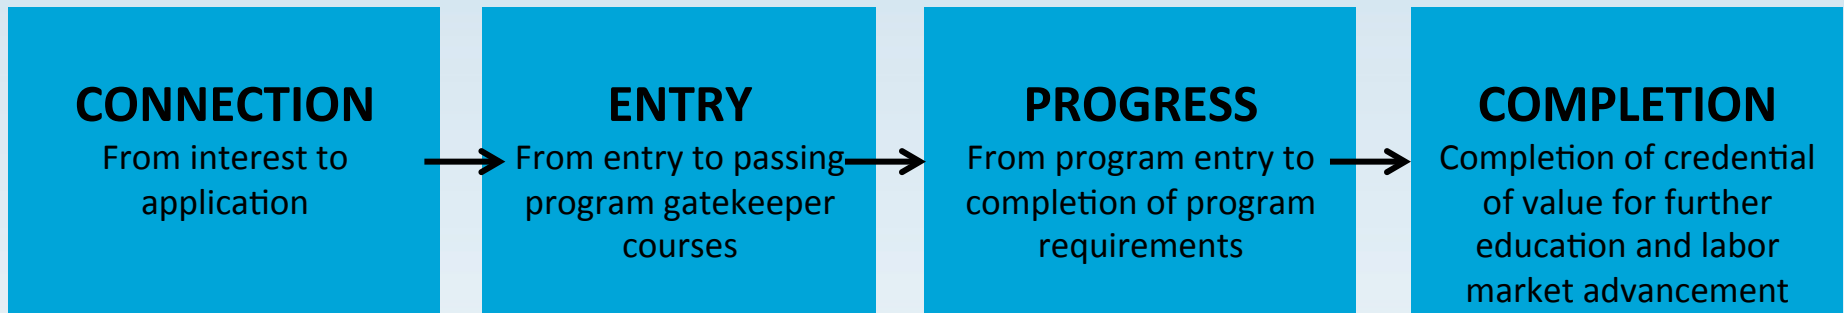 CONNECTION
From interest to
application
ENTRY
From entry to passing
program gatekeeper
courses
PROGRESS
From program entry to
completion of program
requirements
COMPLETION
Completion of credential
of value for further
education and labor
market advancement